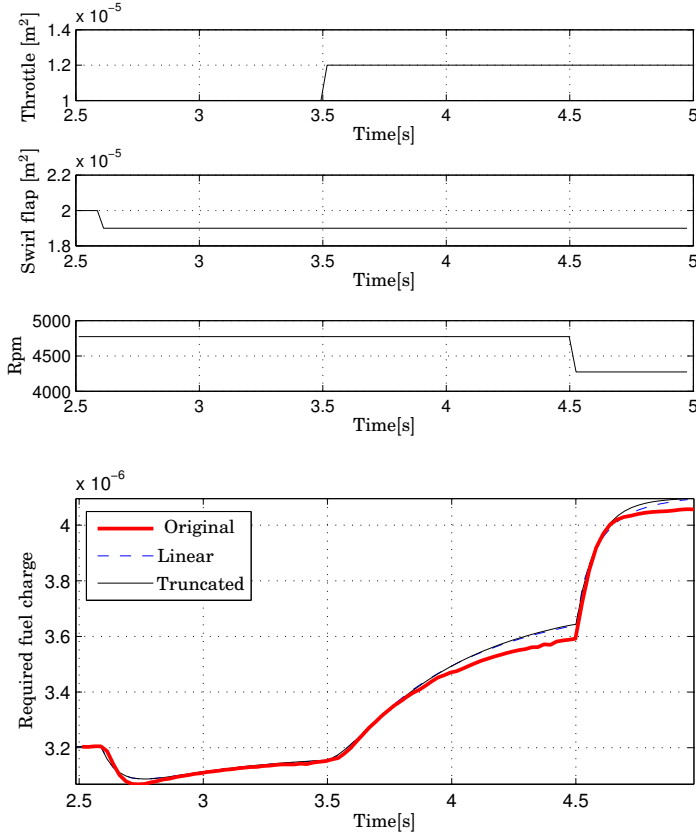 x 10⁻⁵
Throttle [m²]
1.4
1.2
1
2.5 3 3.5 4 4.5 5
Time[s]
x 10⁻⁵
Swirl flap [m²]
2.2
2
1.8
2.5 3 3.5 4 4.5 5
Time[s]
Rpm
5000
4500
4000
2.5 3 3.5 4 4.5 5
Time[s]
x 10⁻⁶
Required fuel charge
4
3.8
3.6
3.4
3.2
Original
Linear
Truncated
2.5 3 3.5 4 4.5
Time[s]